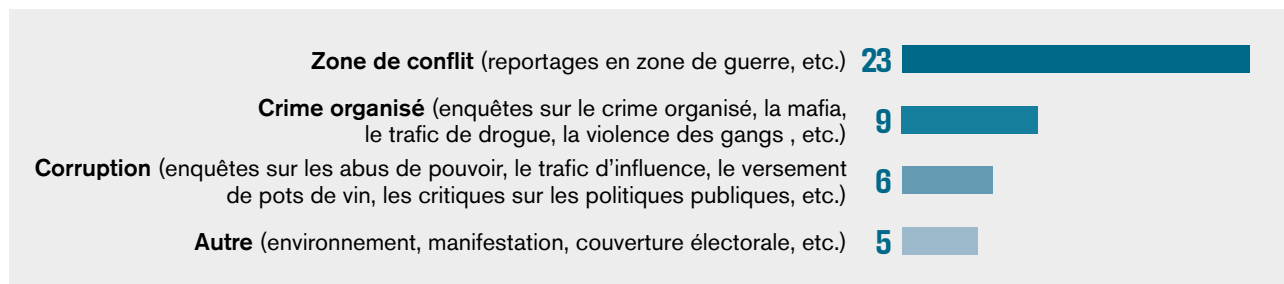 Zone de conflit (reportages en zone de guerre, etc.) 23
Crime organisé (enquêtes sur le crime organisé, la mafia,
le trafic de drogue, la violence des gangs , etc.) 9
Corruption (enquêtes sur les abus de pouvoir, le trafic d'influence, le versement
de pots de vin, les critiques sur les politiques publiques, etc.) 6
Autre (environnement, manifestation, couverture électorale, etc.) 5